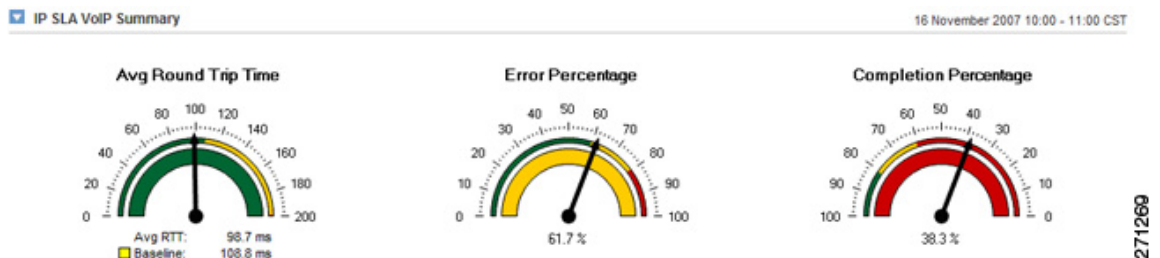 IP SLA VoIP Summary
16 November 2007 10:00 - 11:00 CST
Avg Round Trip Time
0 20 40 60 80 100 120 140 160 180 200
Avg RTT: 98.7 ms
Baseline: 108.8 ms
Error Percentage
0 10 20 30 40 50 60 70 80 90 100
61.7 %
Completion Percentage
100 90 80 70 60 50 40 30 20 10 0
38.3 %
271269